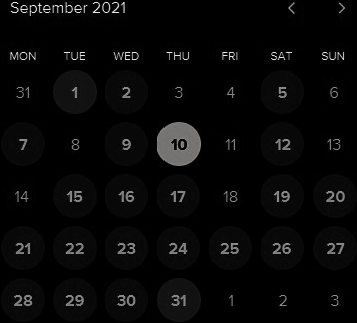 September 2021
MON TUE WED THU FRI SAT SUN
31 1 2 3 4 5 6
7 8 9 10 11 12 13
14 15 16 17 18 19 20
21 22 23 24 25 26 27
28 29 30 31 1 2 3